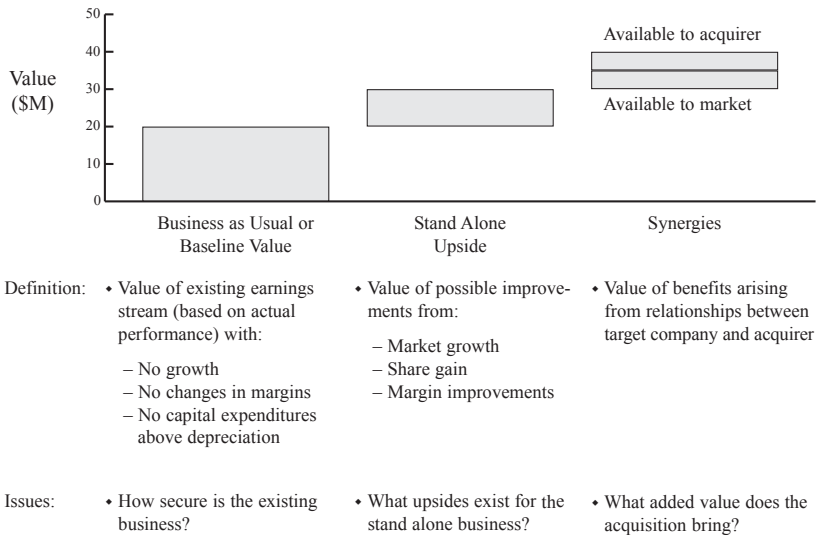 50
40
30
20
10
0
Value
($M)
Available to acquirer
Available to market
Business as Usual or
Baseline Value
Stand Alone
Upside
Synergies
Definition:
• Value of existing earnings
stream (based on actual
performance) with:
– No growth
– No changes in margins
– No capital expenditures
above depreciation
• Value of possible improve-
ments from:
– Market growth
– Share gain
– Margin improvements
• Value of benefits arising
from relationships between
target company and acquirer
Issues:
• How secure is the existing
business?
• What upsides exist for the
stand alone business?
• What added value does the
acquisition bring?